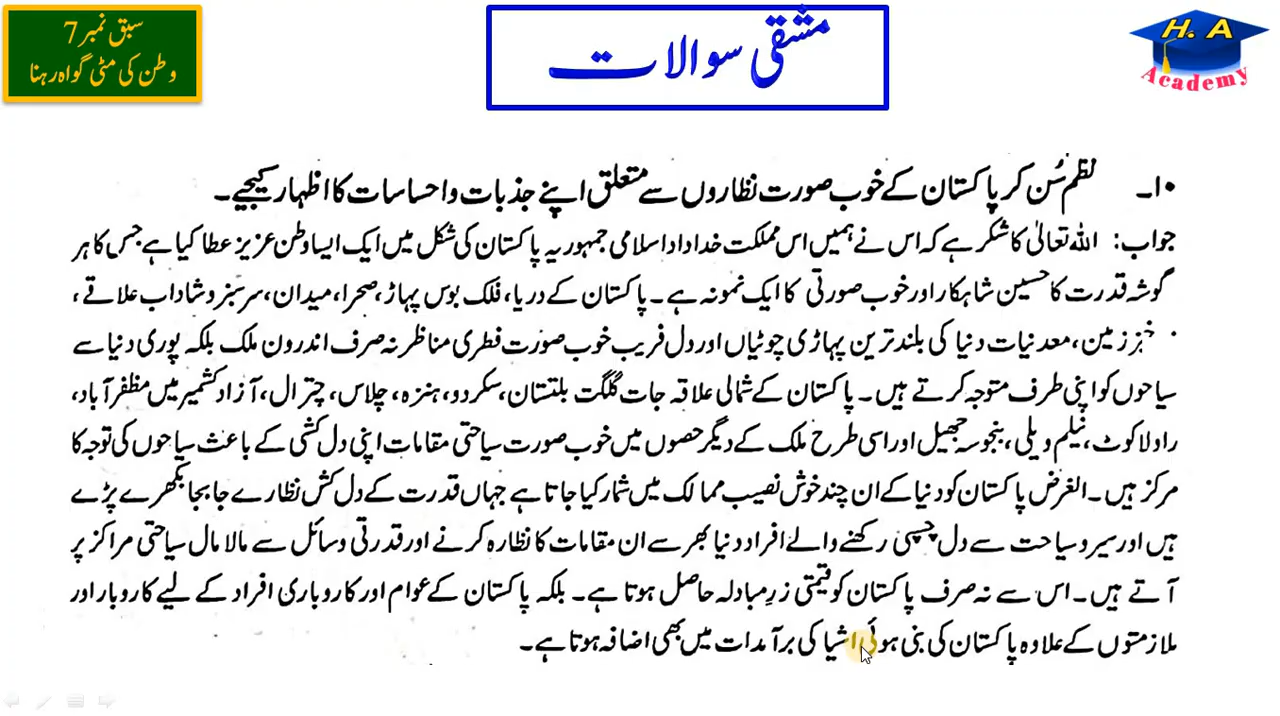 سبق نمبر 7
وطن کی مٹی گواہ رہنا
مشقی سوالات
H. A
Academy
۱۰۔ نظم سُن کر پاکستان کے خوب صورت نظاروں سے متعلق اپنے جذبات و احساسات کا اظہار کیجیے۔
جواب: اللہ تعالیٰ کا شکر ہے کہ اس نے ہمیں اس مملکت خداداد اسلامی جمہوریہ پاکستان کی شکل میں ایک ایسا وطن عزیز عطا کیا ہے جس کا ہر
گوشہ قدرت کا حسین شاہکار اور خوب صورتی کا ایک نمونہ ہے۔ پاکستان کے دریا، فلک بوس پہاڑ، صحرا، میدان، سرسبز و شاداب علاقے،
زمین، معدنیات دنیا کی بلند ترین پہاڑی چوٹیاں اور دل فریب خوب صورت فطری مناظر نہ صرف اندرون ملک بلکہ پوری دنیا سے
سیاحوں کو اپنی طرف متوجہ کرتے ہیں۔ پاکستان کے شمالی علاقہ جات گلگت بلتستان، سکردو، ہنزہ، چلاس، چترال، آزاد کشمیر میں مظفر آباد،
راولا کوٹ، نیلم ویلی، بنجوسہ جھیل اور اسی طرح ملک کے دیگر حصوں میں خوب صورت سیاحتی مقامات اپنی دل کشی کے باعث سیاحوں کی توجہ کا
مرکز ہیں۔ الغرض پاکستان کو دنیا کے ان چند خوش نصیب ممالک میں شمار کیا جاتا ہے جہاں قدرت کے دل کش نظارے جا بجا بکھرے پڑے
ہیں اور سیر و سیاحت سے دل چسپی رکھنے والے افراد دنیا بھر سے ان مقامات کا نظارہ کرنے اور قدرتی وسائل سے مالا مال سیاحتی مراکز پر
آتے ہیں۔ اس سے نہ صرف پاکستان کو قیمتی زرِ مبادلہ حاصل ہوتا ہے۔ بلکہ پاکستان کے عوام اور کاروباری افراد کے لیے کاروبار اور
ملازمتوں کے علاوہ پاکستان کی بنی ہوئی اشیا کی برآمدات میں بھی اضافہ ہوتا ہے۔